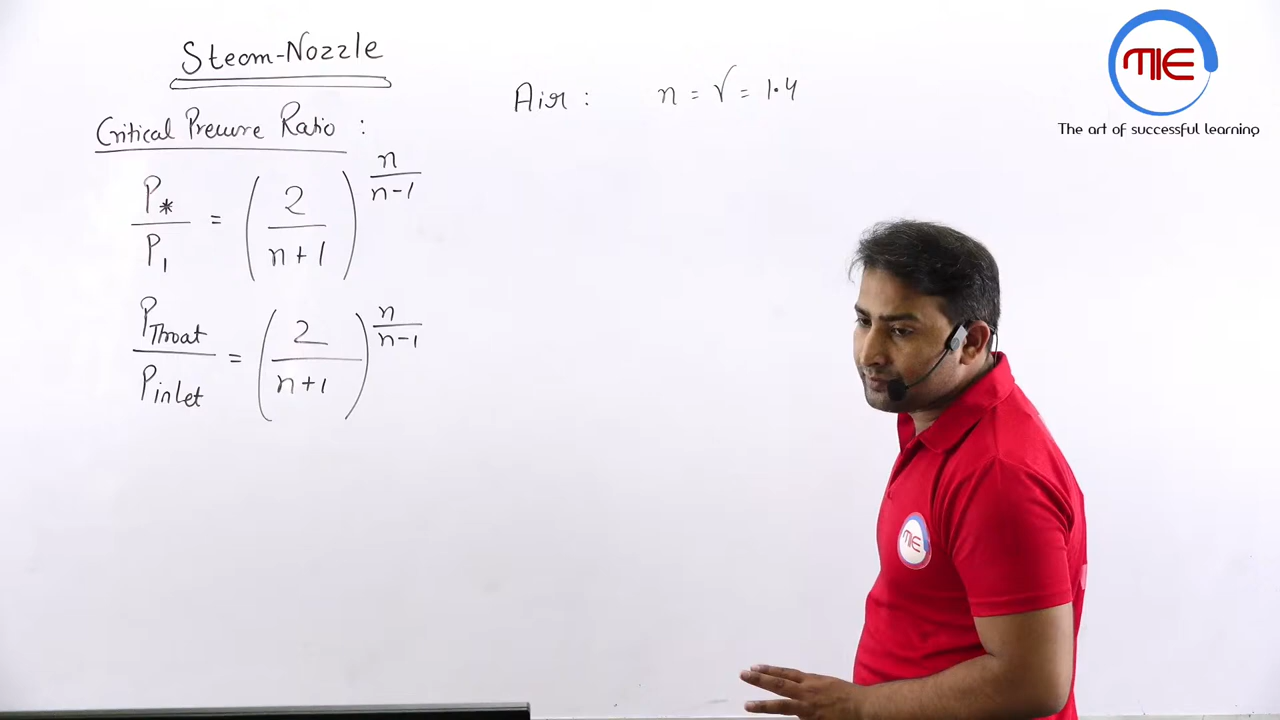 Steam-Nozzle
Critical Pressure Ratio :
P* / P1 = ( 2 / n+1 )^(n / n-1)
PThroat / Pinlet = ( 2 / n+1 )^(n / n-1)
Air : n = γ = 1.4
MIE
The art of successful learning
MIE